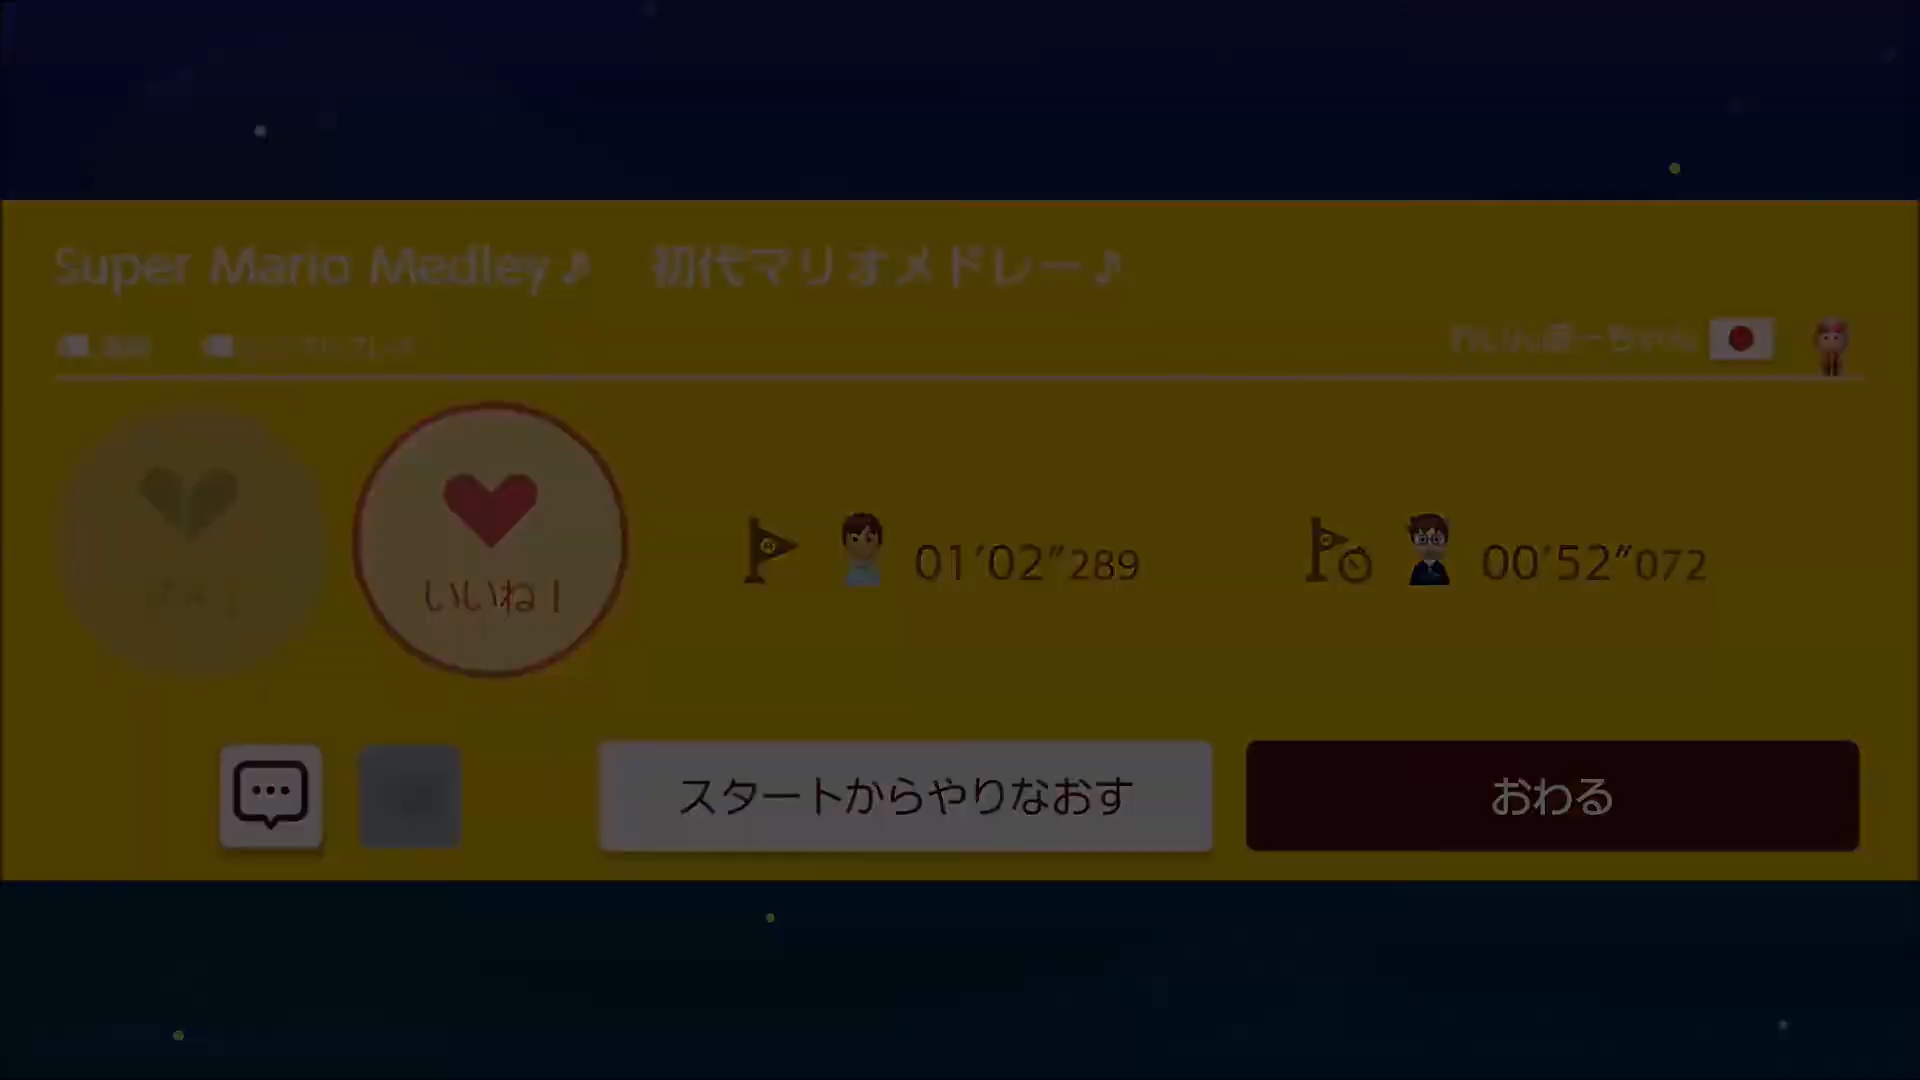 Super Mario Medley♪　初代マリオメドレー♪
いいね！
01'02"289
00'52"072
スタートからやりなおす
おわる